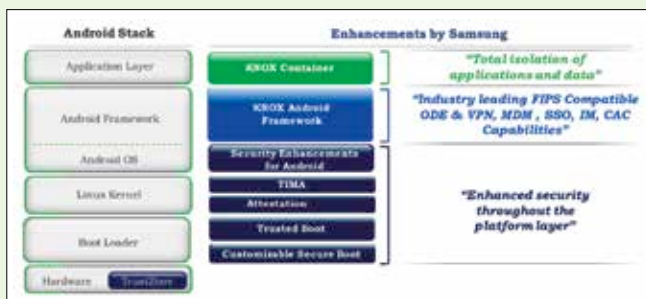 Android Stack
Enhancements by Samsung
Application Layer
KNOX Container
"Total isolation of
applications and data"
Android Framework
KNOX Android
Framework
"Industry leading FIPS Compatible
ODE & VPN, MDM , SSO, IM, CAC
Capabilities"
Android OS
Security Enhancements
for Android
Linux Kernel
TIMA
Attestation
"Enhanced security
throughout the
platform layer"
Boot Loader
Trusted Boot
Customizable Secure Boot
Hardware
TrustZone